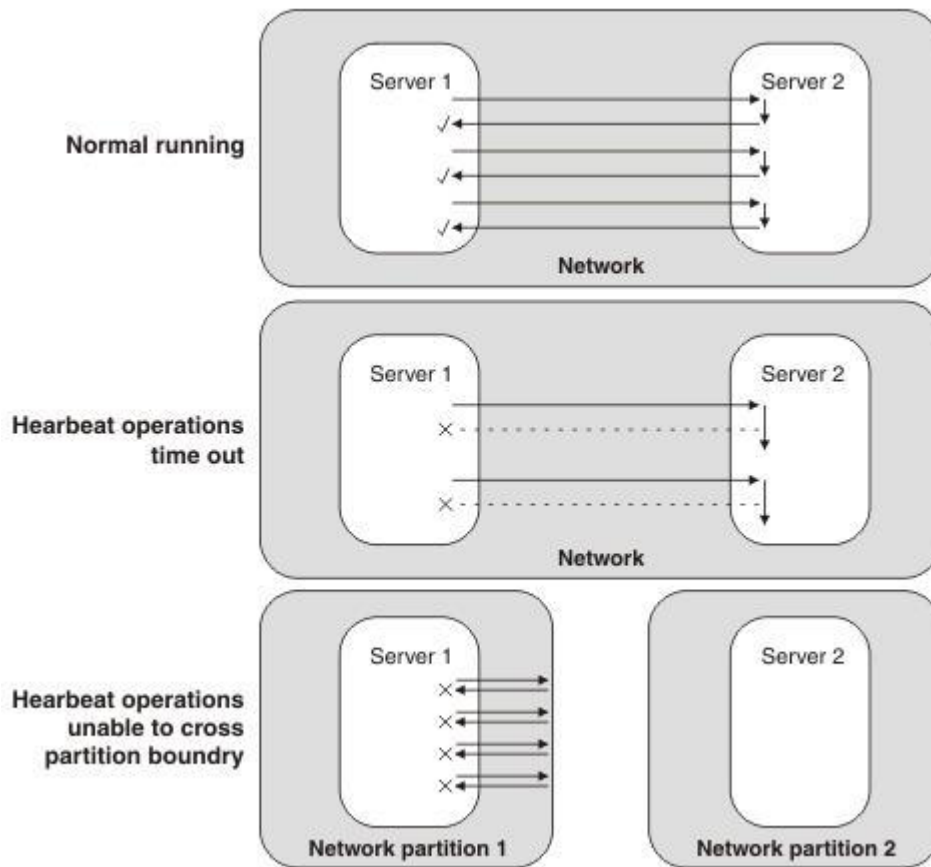 Server 1
Server 2
Normal running
Network
Server 1
Server 2
Hearbeat operations
time out
Network
Server 1
Server 2
Hearbeat operations
unable to cross
partition boundry
Network partition 1
Network partition 2